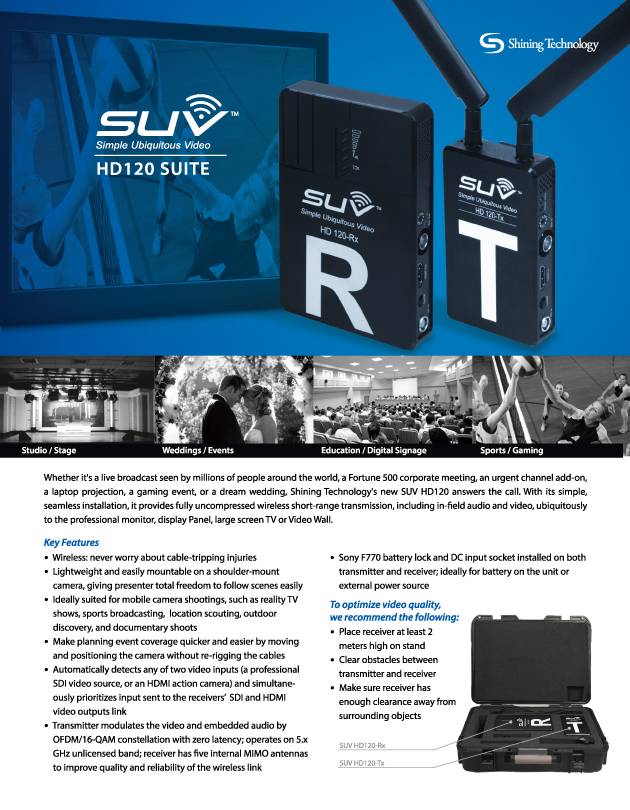 Shining Technology
SUV™
Simple Ubiquitous Video
HD120 SUITE
SUV™
Simple Ubiquitous Video
HD 120-Rx
R
SUV™
Simple Ubiquitous Video
HD 120-Tx
T
Studio / Stage
Weddings / Events
Education / Digital Signage
Sports / Gaming
Whether it's a live broadcast seen by millions of people around the world, a Fortune 500 corporate meeting, an urgent channel add-on,
a laptop projection, a gaming event, or a dream wedding, Shining Technology's new SUV HD120 answers the call. With its simple,
seamless installation, it provides fully uncompressed wireless short-range transmission, including in-field audio and video, ubiquitously
to the professional monitor, display Panel, large screen TV or Video Wall.
Key Features
• Wireless: never worry about cable-tripping injuries
• Lightweight and easily mountable on a shoulder-mount
camera, giving presenter total freedom to follow scenes easily
• Ideally suited for mobile camera shootings, such as reality TV
shows, sports broadcasting, location scouting, outdoor
discovery, and documentary shoots
• Make planning event coverage quicker and easier by moving
and positioning the camera without re-rigging the cables
• Automatically detects any of two video inputs (a professional
SDI video source, or an HDMI action camera) and simultane-
ously prioritizes input sent to the receivers' SDI and HDMI
video outputs link
• Transmitter modulates the video and embedded audio by
OFDM/16-QAM constellation with zero latency; operates on 5.x
GHz unlicensed band; receiver has five internal MIMO antennas
to improve quality and reliability of the wireless link
• Sony F770 battery lock and DC input socket installed on both
transmitter and receiver; ideally for battery on the unit or
external power source
To optimize video quality,
we recommend the following:
• Place receiver at least 2
meters high on stand
• Clear obstacles between
transmitter and receiver
• Make sure receiver has
enough clearance away from
surrounding objects
R
T
SUV HD120-Rx
SUV HD120-Tx